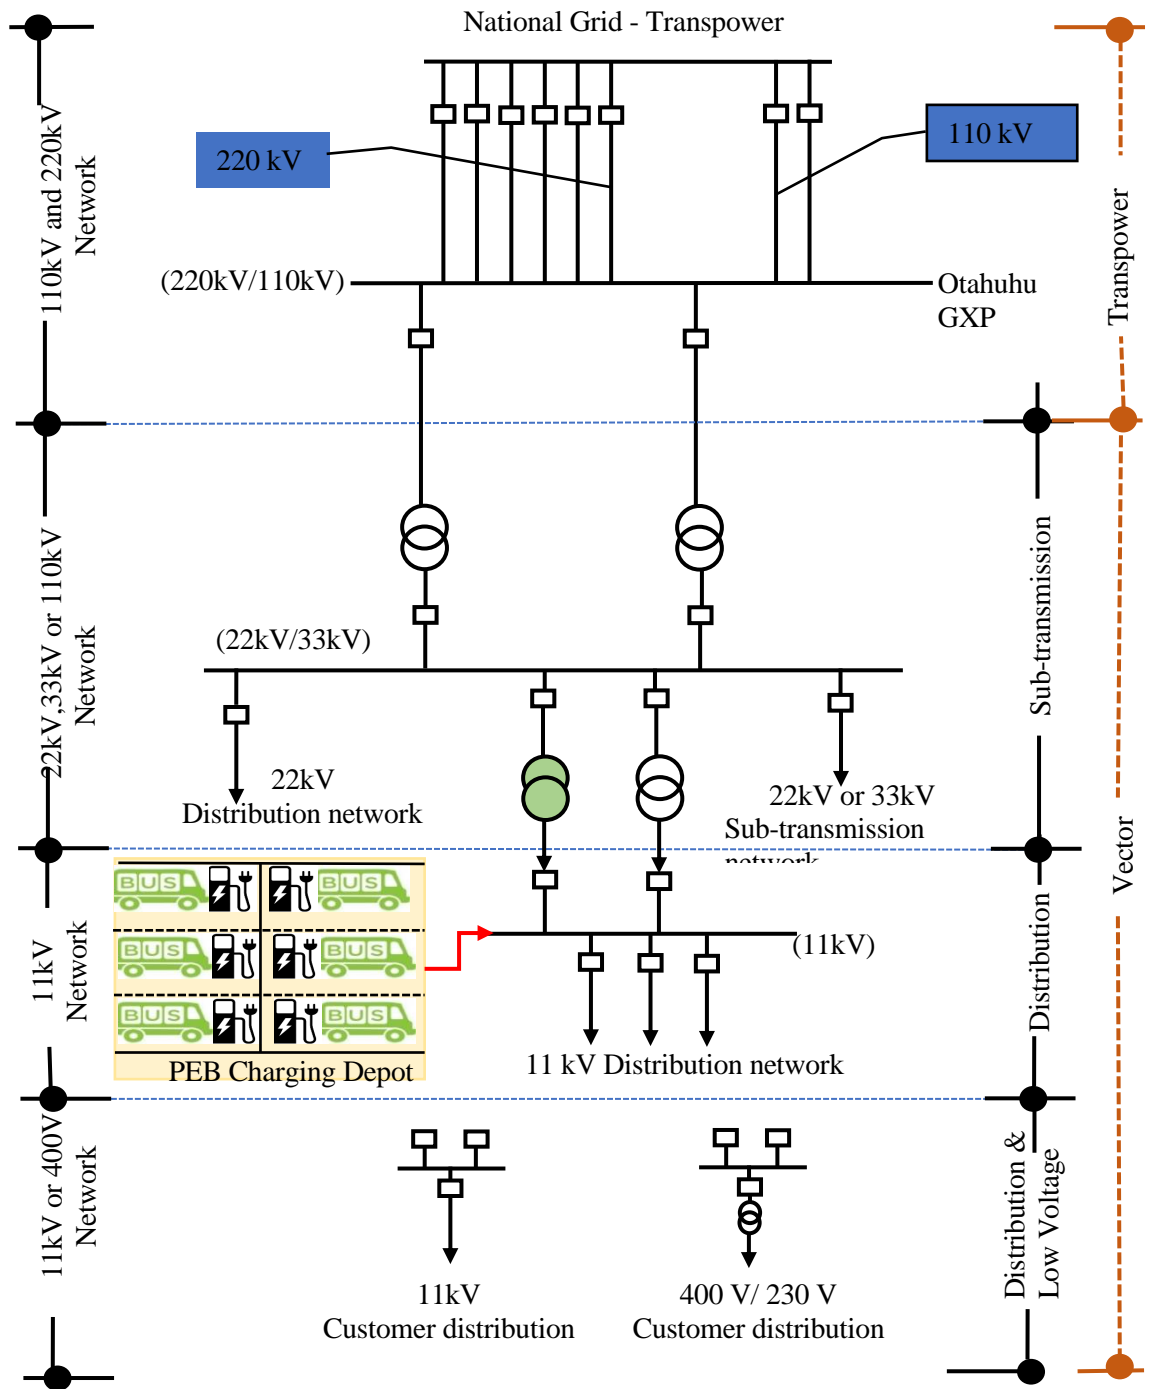 National Grid - Transpower
220 kV
110 kV
110kV and 220kV
Network
(220kV/110kV)
Otahuhu
GXP
Transpower
22kV,33kV or 110kV
Network
(22kV/33kV)
Sub-transmission
22kV
Distribution network
22kV or 33kV
Sub-transmission
network
Vector
11kV
Network
BUS
BUS
BUS
BUS
BUS
BUS
PEB Charging Depot
(11kV)
11 kV Distribution network
Distribution
11kV or 400V
Network
11kV
Customer distribution
400 V/ 230 V
Customer distribution
Distribution &
Low Voltage